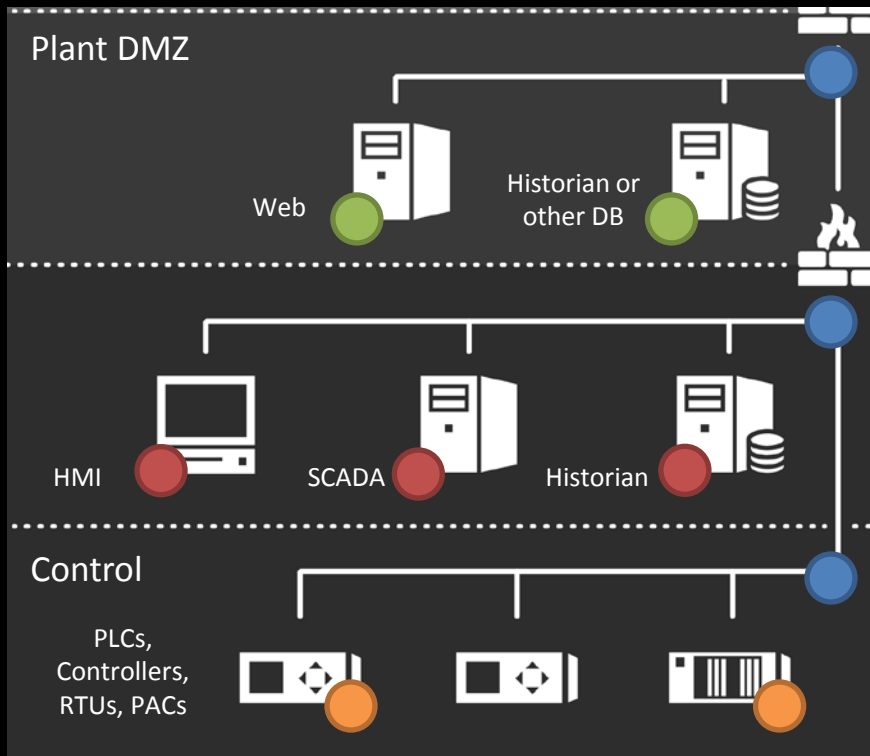 Plant DMZ
Web
Historian or
other DB
HMI
SCADA
Historian
Control
PLCs,
Controllers,
RTUs, PACs